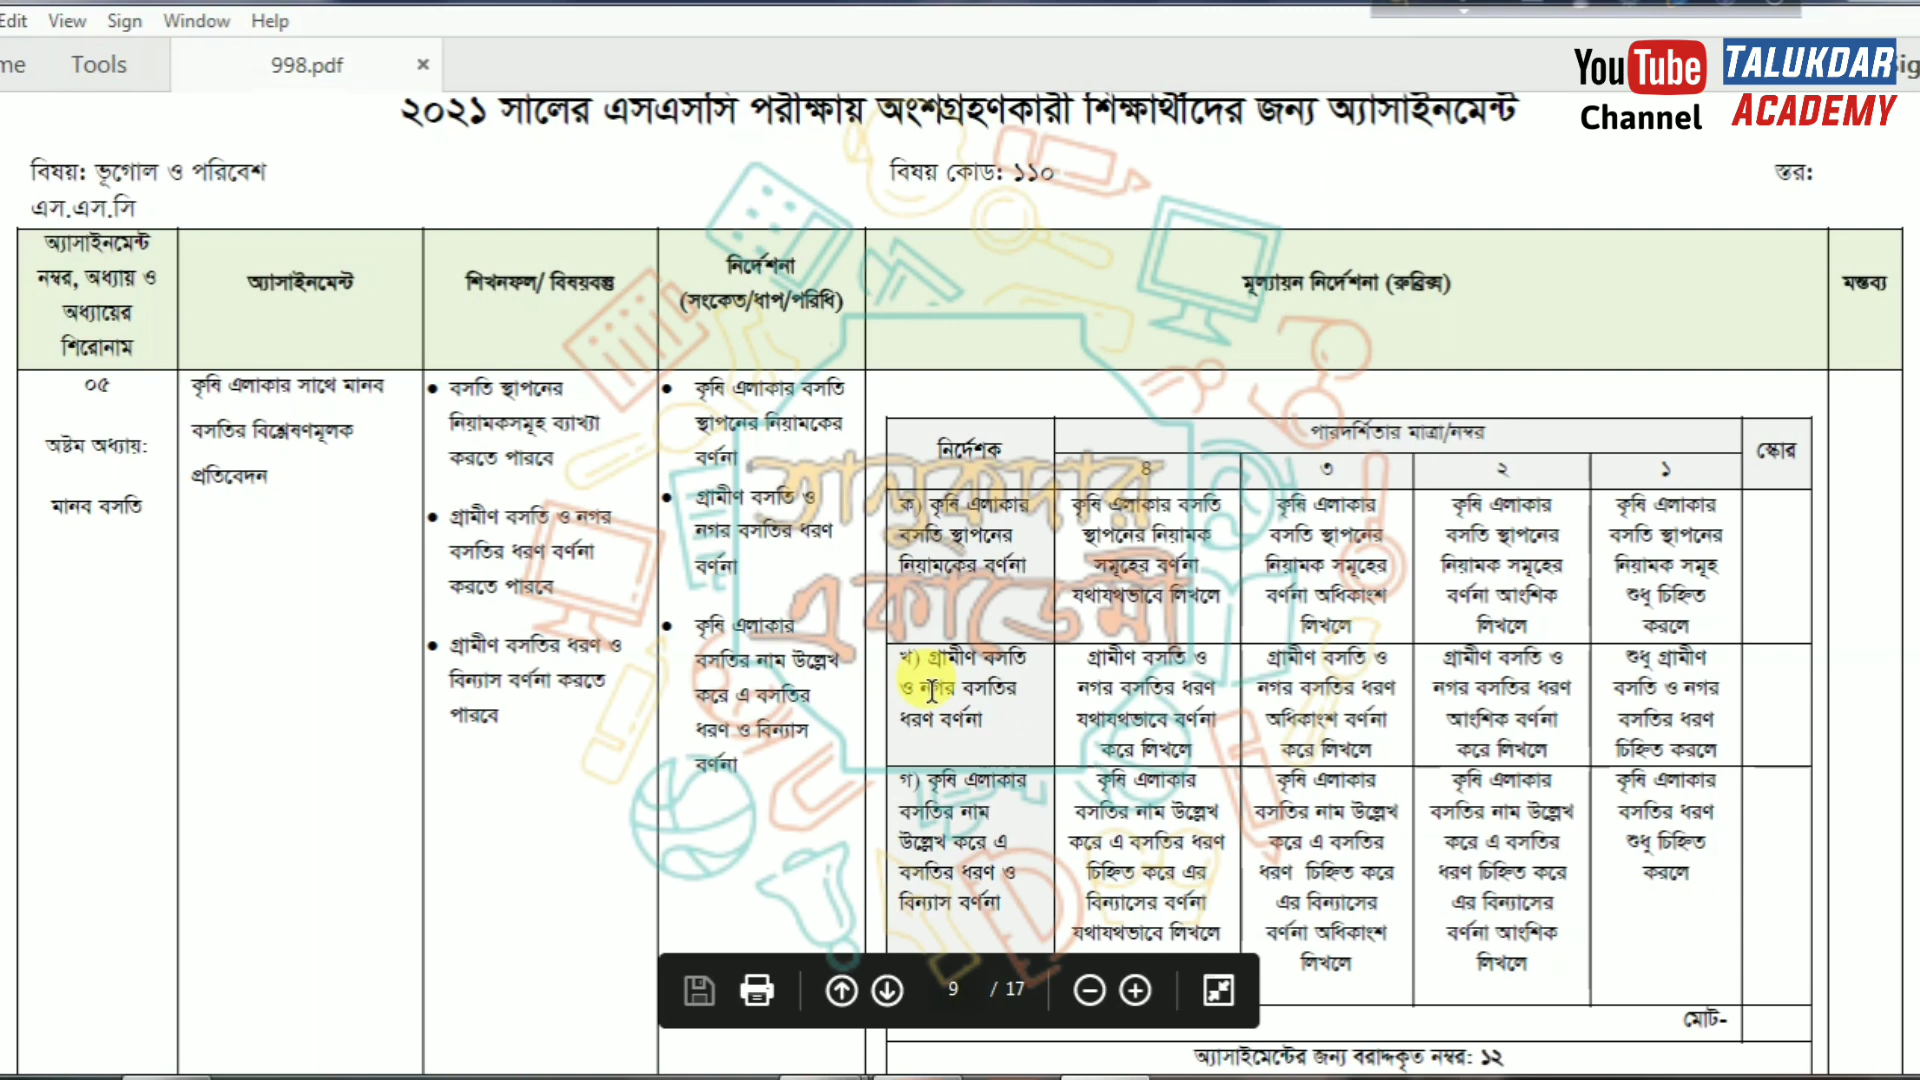 Edit View Sign Window Help
me Tools 998.pdf ×
YouTube Channel
TALUKDAR ACADEMY
২০২১ সালের এসএসসি পরীক্ষায় অংশগ্রহণকারী শিক্ষার্থীদের জন্য অ্যাসাইনমেন্ট
বিষয়: ভূগোল ও পরিবেশ বিষয় কোড: ১১০ স্তর:
এস.এস.সি
অ্যাসাইনমেন্ট
নম্বর, অধ্যায় ও
অধ্যায়ের
শিরোনাম
অ্যাসাইনমেন্ট
শিখনফল/ বিষয়বস্তু
নির্দেশনা
(সংকেত/ধাপ/পরিধি)
মূল্যায়ন নির্দেশনা (রুব্রিক্স)
মন্তব্য
০৫
অষ্টম অধ্যায়:
মানব বসতি
কৃষি এলাকার সাথে মানব
বসতির বিশ্লেষণমূলক
প্রতিবেদন
• বসতি স্থাপনের
নিয়ামকসমূহ ব্যাখ্যা
করতে পারবে
• গ্রামীণ বসতি ও নগর
বসতির ধরণ বর্ণনা
করতে পারবে
• গ্রামীণ বসতির ধরণ ও
বিন্যাস বর্ণনা করতে
পারবে
• কৃষি এলাকার বসতি
স্থাপনের নিয়ামকের
বর্ণনা
• গ্রামীণ বসতি ও
নগর বসতির ধরণ
বর্ণনা
• কৃষি এলাকার
বসতির নাম উল্লেখ
করে এ বসতির
ধরণ ও বিন্যাস
বর্ণনা
নির্দেশক
পারদর্শিতার মাত্রা/নম্বর
স্কোর
৪ ৩ ২ ১
ক) কৃষি এলাকার
বসতি স্থাপনের
নিয়ামকের বর্ণনা
কৃষি এলাকার বসতি
স্থাপনের নিয়ামক
সমূহের বর্ণনা
যথাযথভাবে লিখলে
কৃষি এলাকার
বসতি স্থাপনের
নিয়ামক সমূহের
বর্ণনা অধিকাংশ
লিখলে
কৃষি এলাকার
বসতি স্থাপনের
নিয়ামক সমূহের
বর্ণনা আংশিক
লিখলে
কৃষি এলাকার
বসতি স্থাপনের
নিয়ামক সমূহ
শুধু চিহ্নিত
করলে
খ) গ্রামীণ বসতি
ও নগর বসতির
ধরণ বর্ণনা
গ্রামীণ বসতি ও
নগর বসতির ধরণ
যথাযথভাবে বর্ণনা
করে লিখলে
গ্রামীণ বসতি ও
নগর বসতির ধরণ
অধিকাংশ বর্ণনা
করে লিখলে
গ্রামীণ বসতি ও
নগর বসতির ধরণ
আংশিক বর্ণনা
করে লিখলে
শুধু গ্রামীণ
বসতি ও নগর
বসতির ধরণ
চিহ্নিত করলে
গ) কৃষি এলাকার
বসতির নাম
উল্লেখ করে এ
বসতির ধরণ ও
বিন্যাস বর্ণনা
কৃষি এলাকার
বসতির নাম উল্লেখ
করে এ বসতির ধরণ
চিহ্নিত করে এর
বিন্যাসের বর্ণনা
যথাযথভাবে লিখলে
কৃষি এলাকার
বসতির নাম উল্লেখ
করে এ বসতির
ধরণ চিহ্নিত করে
এর বিন্যাসের
বর্ণনা অধিকাংশ
লিখলে
কৃষি এলাকার
বসতির নাম উল্লেখ
করে এ বসতির
ধরণ চিহ্নিত করে
এর বিন্যাসের
বর্ণনা আংশিক
লিখলে
কৃষি এলাকার
বসতির ধরণ
শুধু চিহ্নিত
করলে
মোট-
অ্যাসাইমেন্টের জন্য বরাদ্দকৃত নম্বর: ১২
তালুকদার
একাডেমী
9 / 17